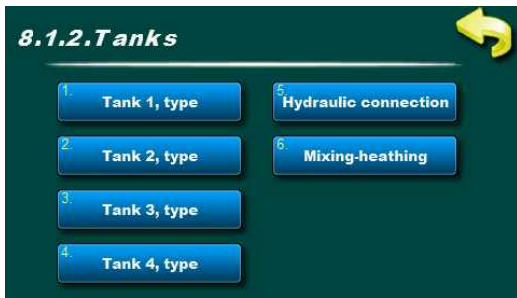 8.1.2.Tanks
1. Tank 1, type
2. Tank 2, type
3. Tank 3, type
4. Tank 4, type
5. Hydraulic connection
6. Mixing-heathing